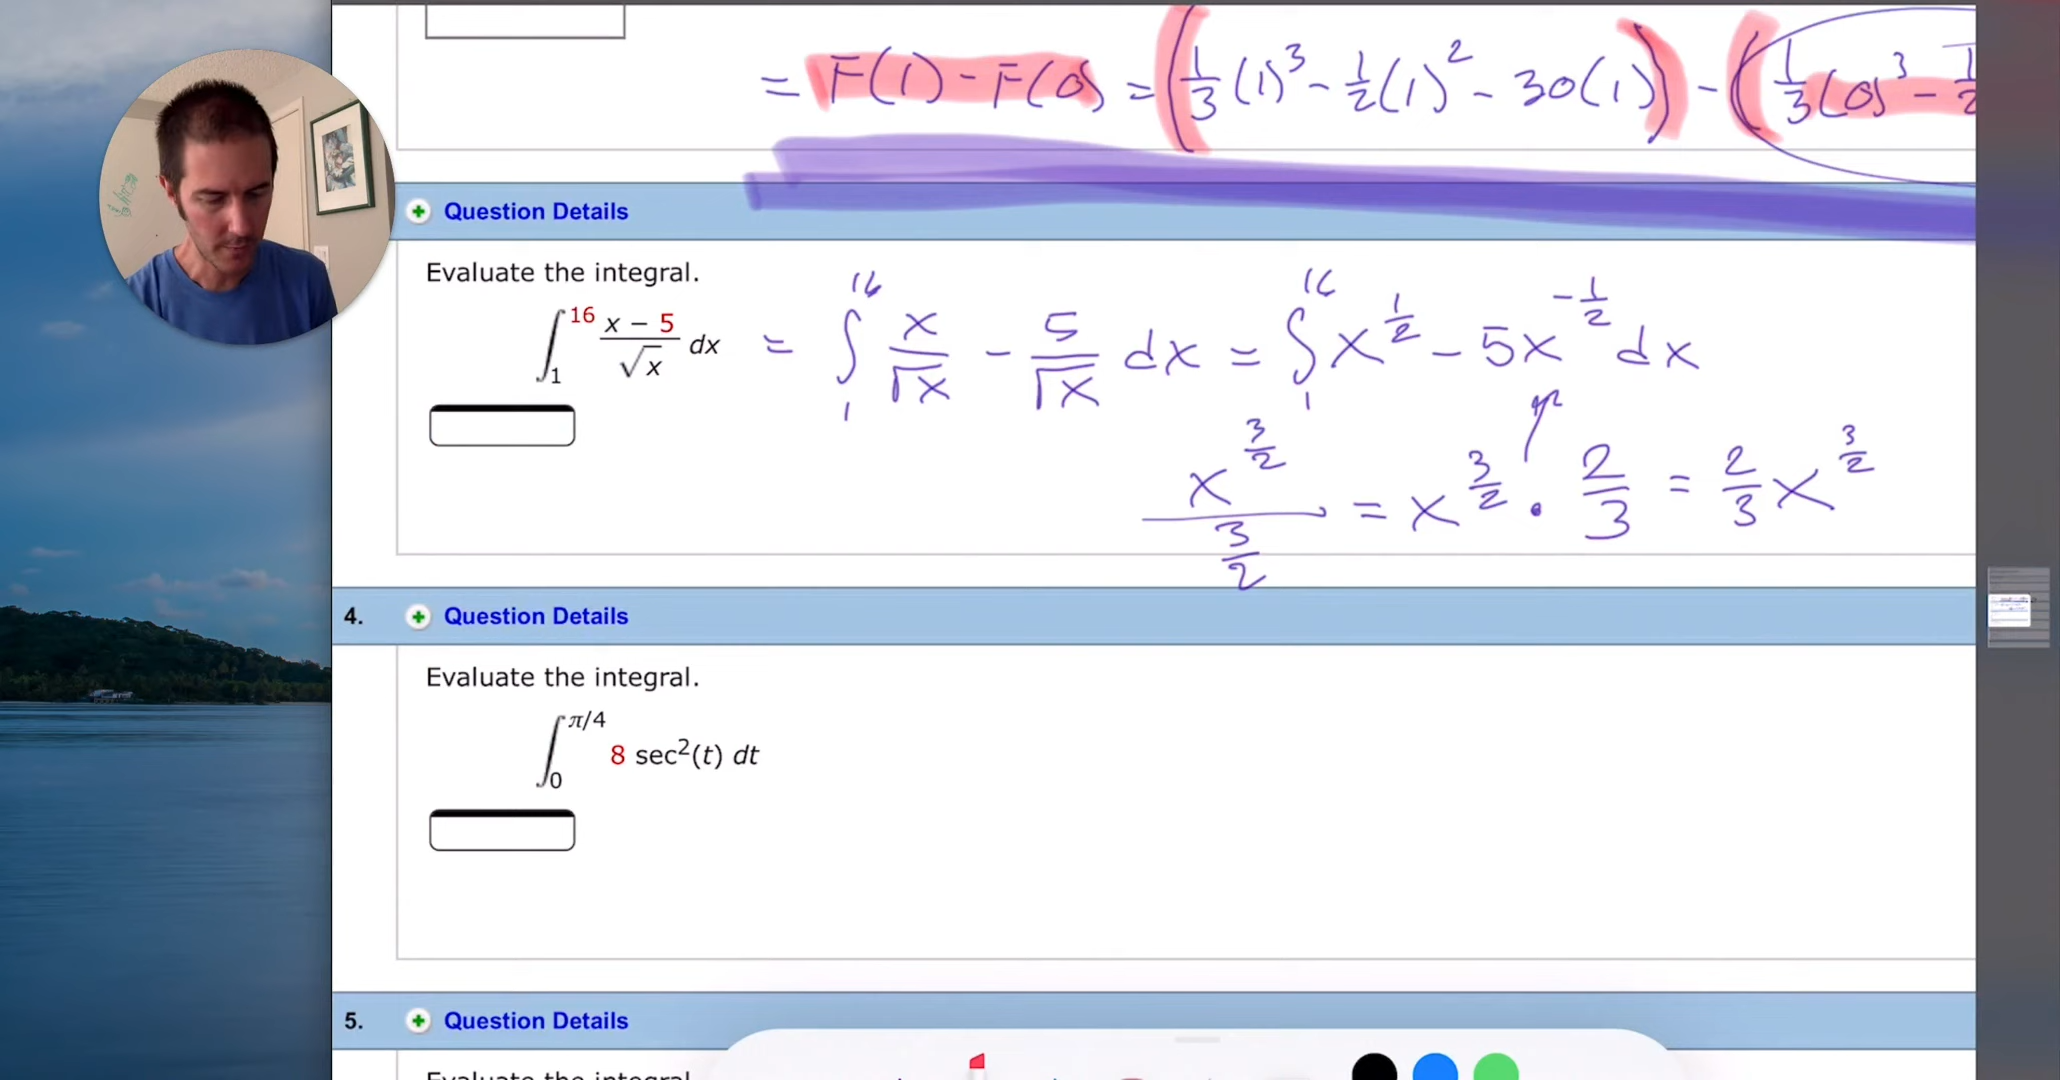 = F(1) - F(0) = (1/3 (1)^3 - 1/2 (1)^2 - 30(1)) - (1/3 (0)^3 - 1/2
Question Details
Evaluate the integral.
∫_1^16 (x − 5)/√x dx = ∫_1^16 x/√x - 5/√x dx = ∫_1^16 x^(1/2) - 5x^(-1/2) dx
x^(3/2) / (3/2) = x^(3/2) · 2/3 = 2/3 x^(3/2)
4. Question Details
Evaluate the integral.
∫_0^π/4 8 sec²(t) dt
5. Question Details
Evaluate the integral.